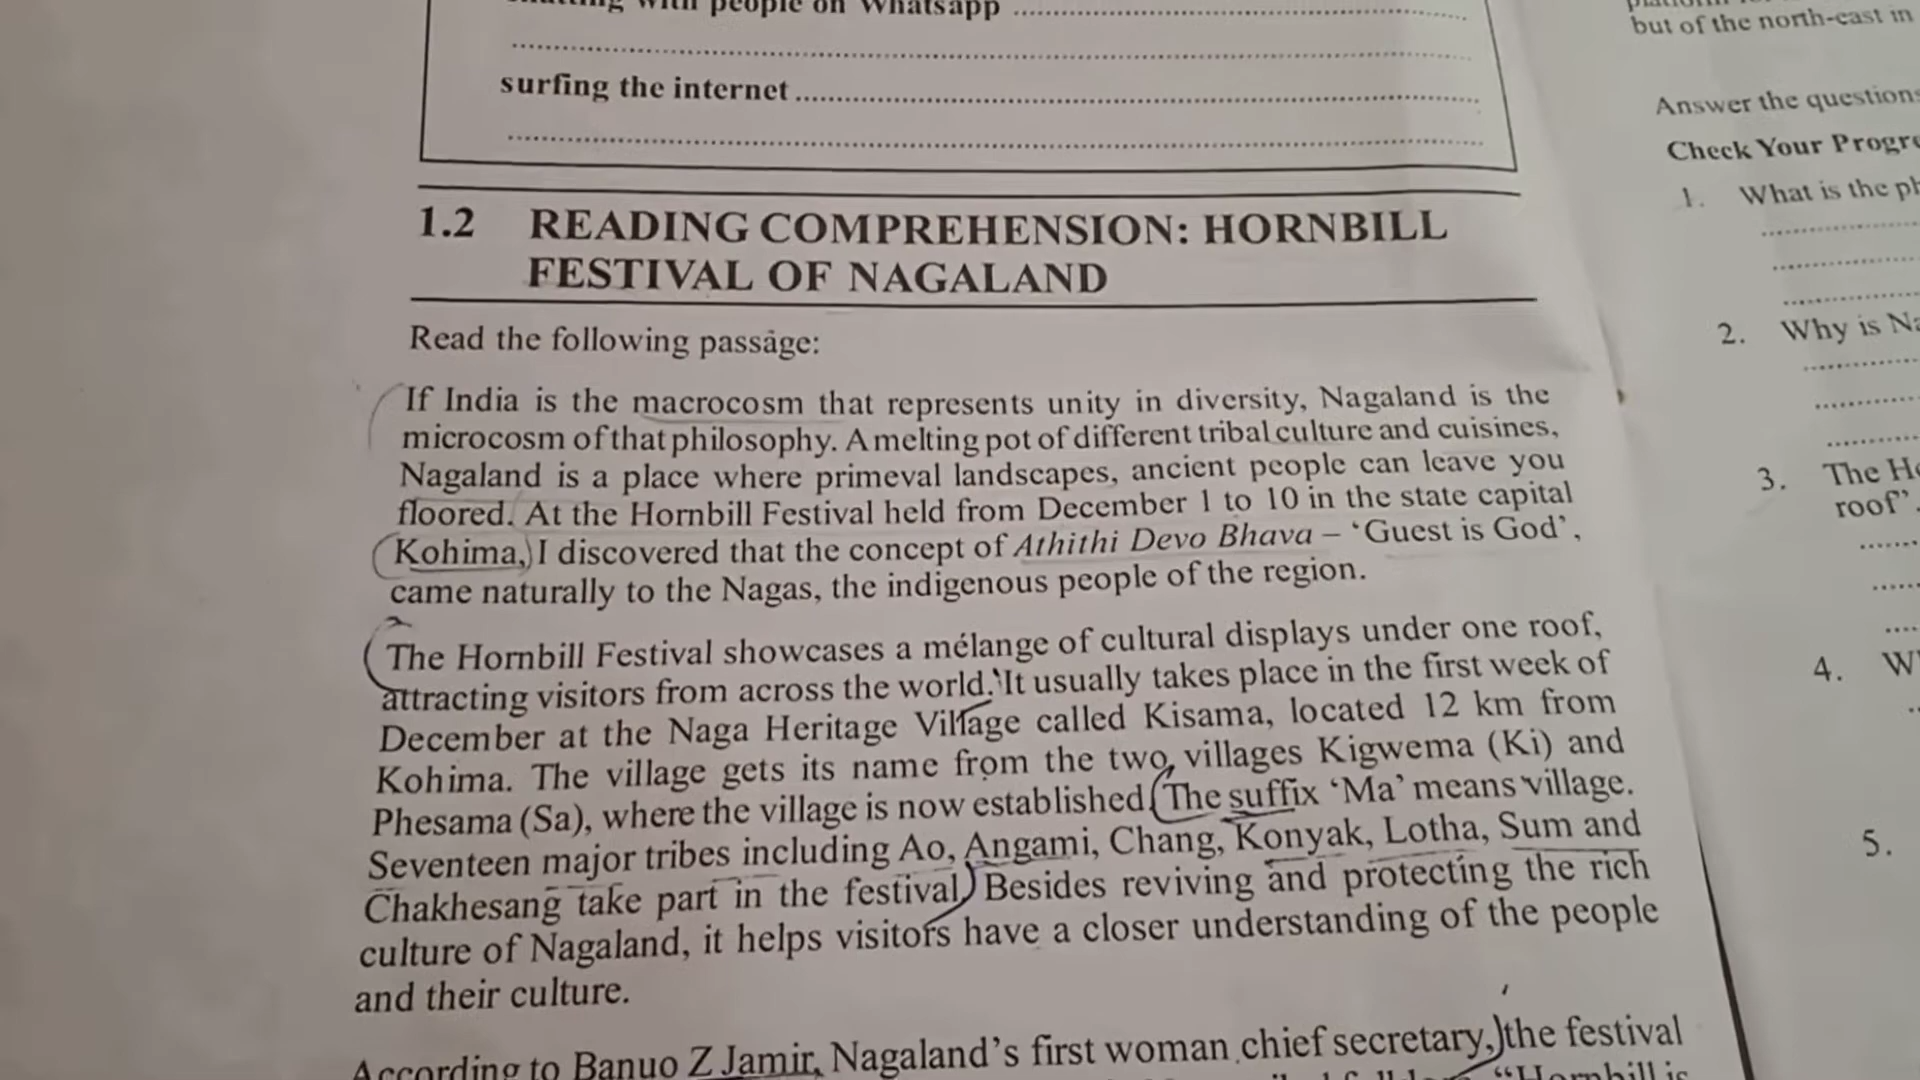 with people on Whatsapp
surfing the internet
1.2 READING COMPREHENSION: HORNBILL
FESTIVAL OF NAGALAND
Read the following passage:
If India is the macrocosm that represents unity in diversity, Nagaland is the
microcosm of that philosophy. A melting pot of different tribal culture and cuisines,
Nagaland is a place where primeval landscapes, ancient people can leave you
floored. At the Hornbill Festival held from December 1 to 10 in the state capital
Kohima, I discovered that the concept of Athithi Devo Bhava – ‘Guest is God’,
came naturally to the Nagas, the indigenous people of the region.
The Hornbill Festival showcases a mélange of cultural displays under one roof,
attracting visitors from across the world. It usually takes place in the first week of
December at the Naga Heritage Village called Kisama, located 12 km from
Kohima. The village gets its name from the two villages Kigwema (Ki) and
Phesama (Sa), where the village is now established. The suffix ‘Ma’ means village.
Seventeen major tribes including Ao, Angami, Chang, Konyak, Lotha, Sum and
Chakhesang take part in the festival. Besides reviving and protecting the rich
culture of Nagaland, it helps visitors have a closer understanding of the people
and their culture.
According to Banuo Z Jamir, Nagaland’s first woman chief secretary, the festival
“Hornbill is
but of the north-east in
Answer the questions
Check Your
1. What is the
2. Why is
3. The
roof”.
4.
5.